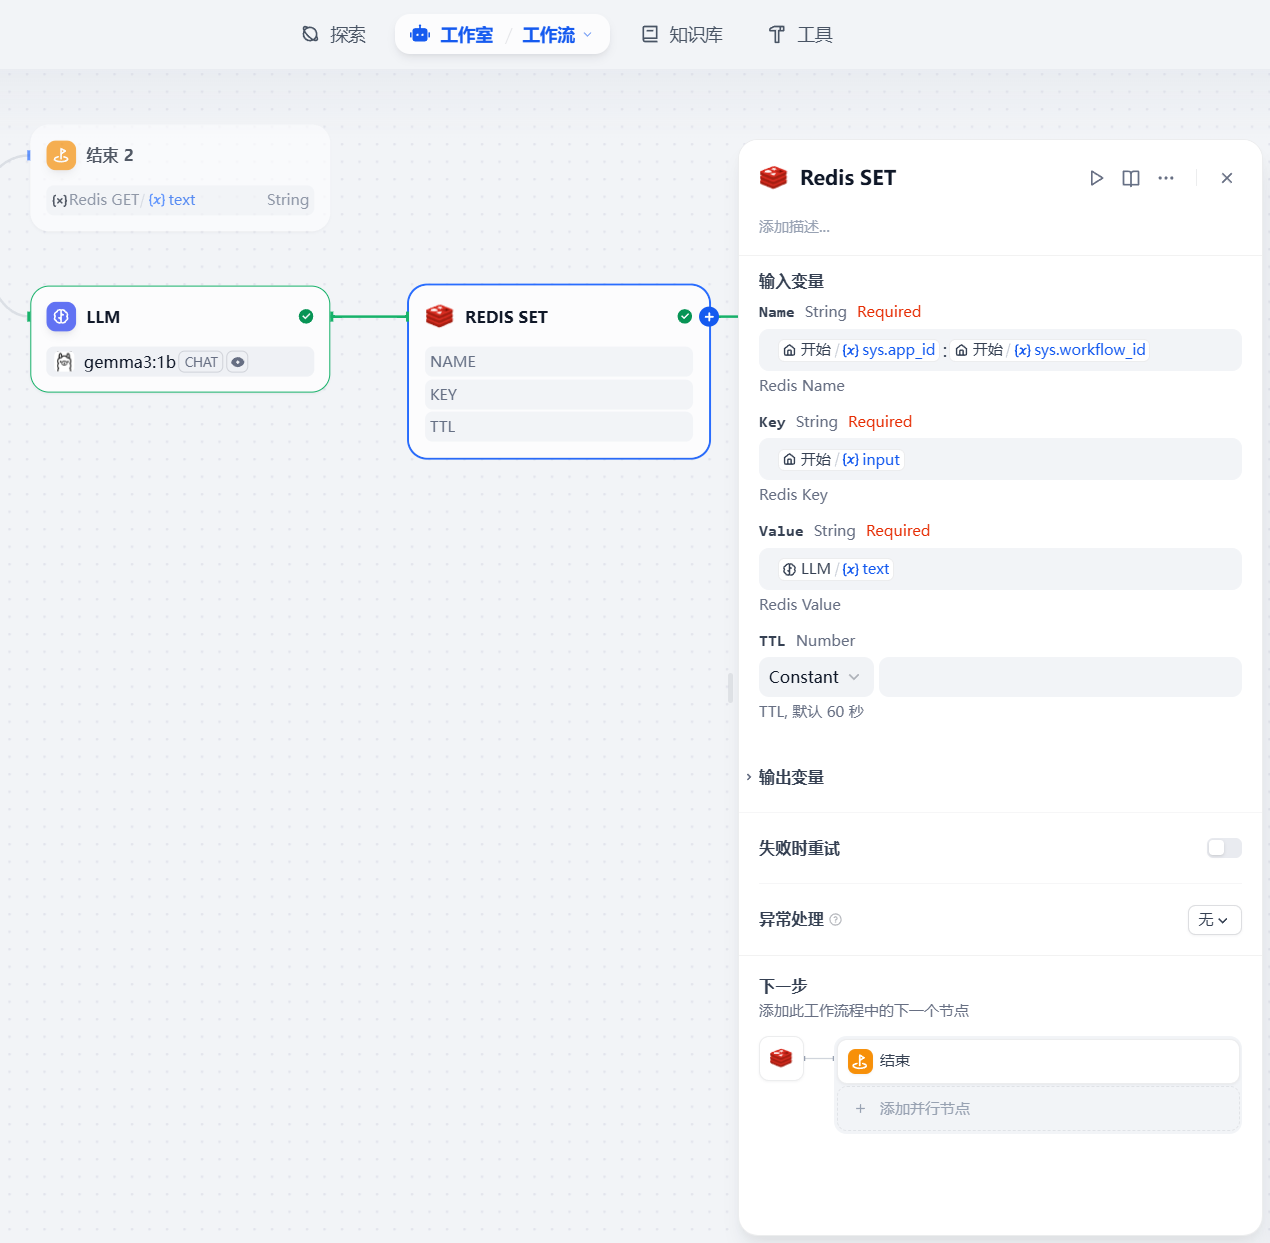 探索
工作室 / 工作流
知识库
工具
结束 2
{×}Redis GET/{x} text String
LLM
gemma3:1b CHAT
REDIS SET
NAME
KEY
TTL
Redis SET
添加描述...
输入变量
Name String Required
开始/{x} sys.app_id : 开始/{x} sys.workflow_id
Redis Name
Key String Required
开始/{x} input
Redis Key
Value String Required
LLM/{x} text
Redis Value
TTL Number
Constant
TTL, 默认 60 秒
输出变量
失败时重试
异常处理
无
下一步
添加此工作流程中的下一个节点
结束
+ 添加并行节点